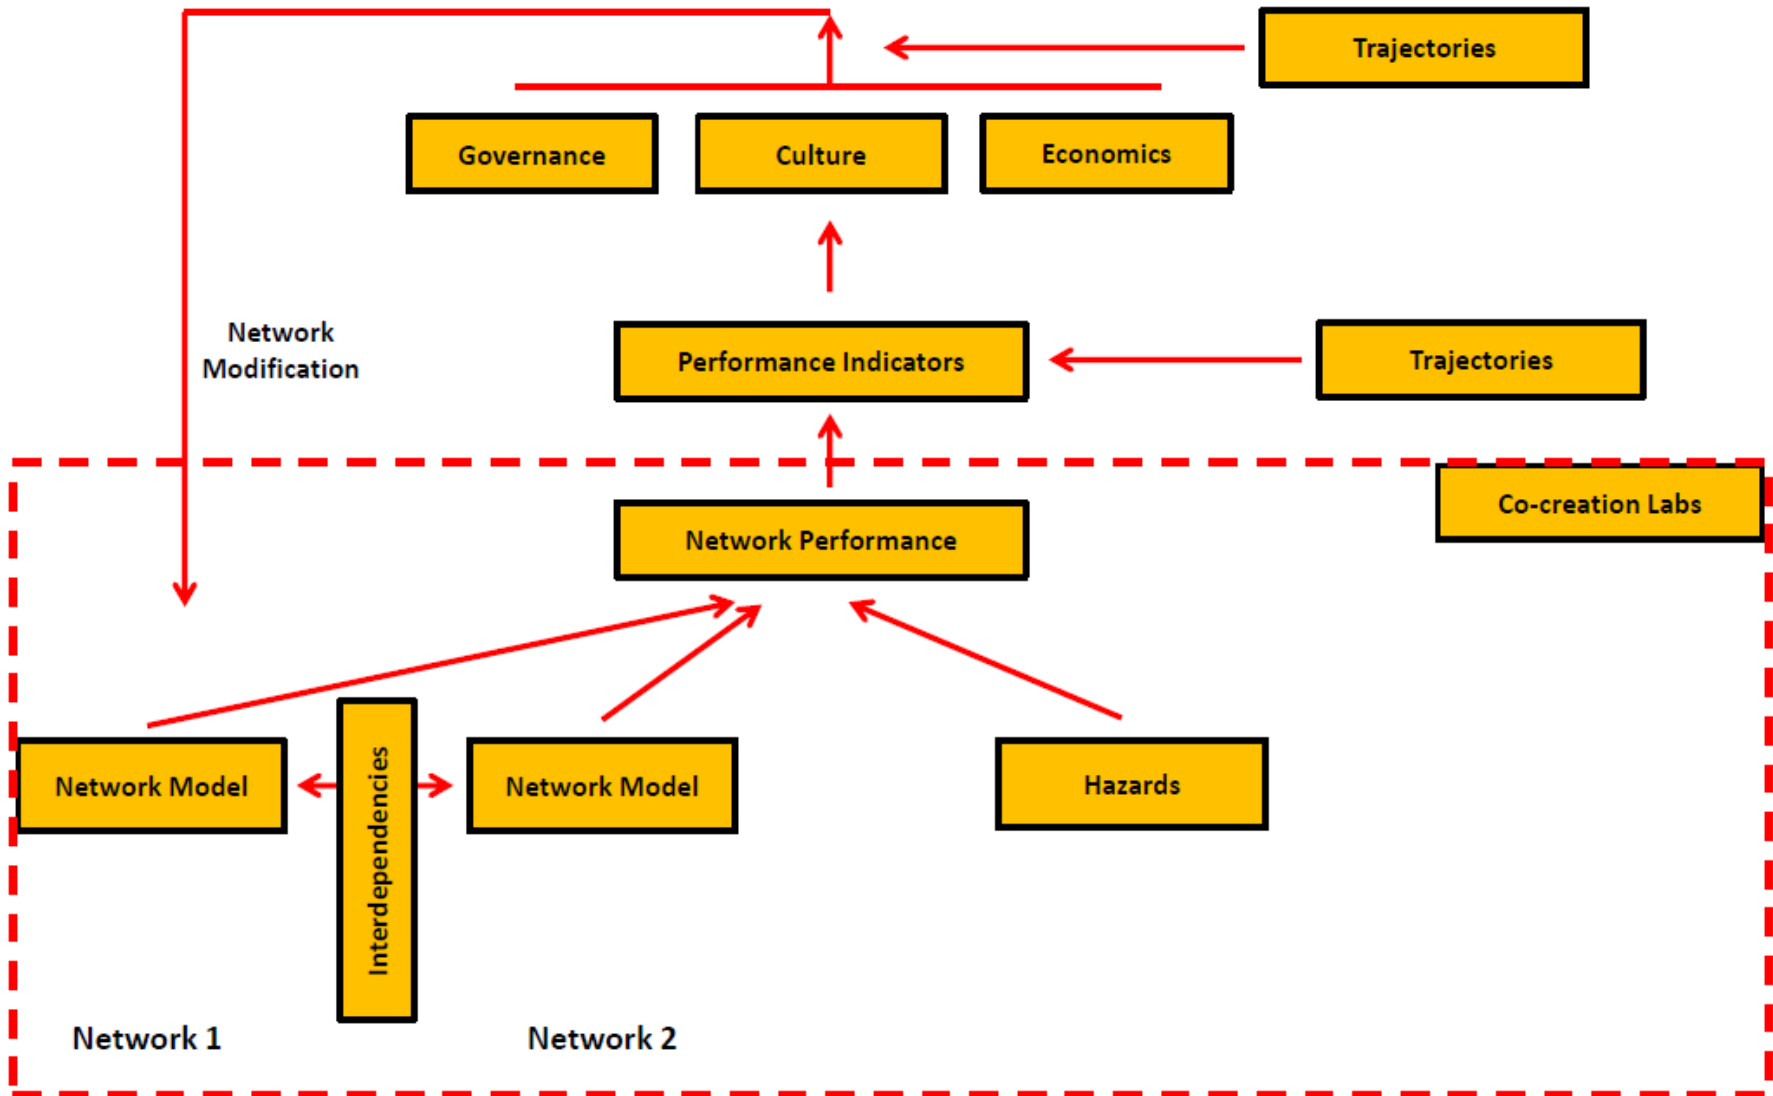 Trajectories
Governance
Culture
Economics
Network
Modification
Performance Indicators
Trajectories
Co-creation Labs
Network Performance
Network Model
Interdependencies
Network Model
Hazards
Network 1
Network 2